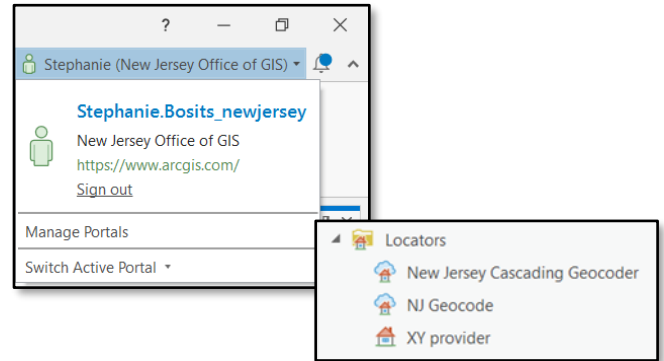 ?
Stephanie (New Jersey Office of GIS)
Stephanie.Bosits_newjersey
New Jersey Office of GIS
https://www.arcgis.com/
Sign out
Manage Portals
Switch Active Portal
Locators
New Jersey Cascading Geocoder
NJ Geocode
XY provider